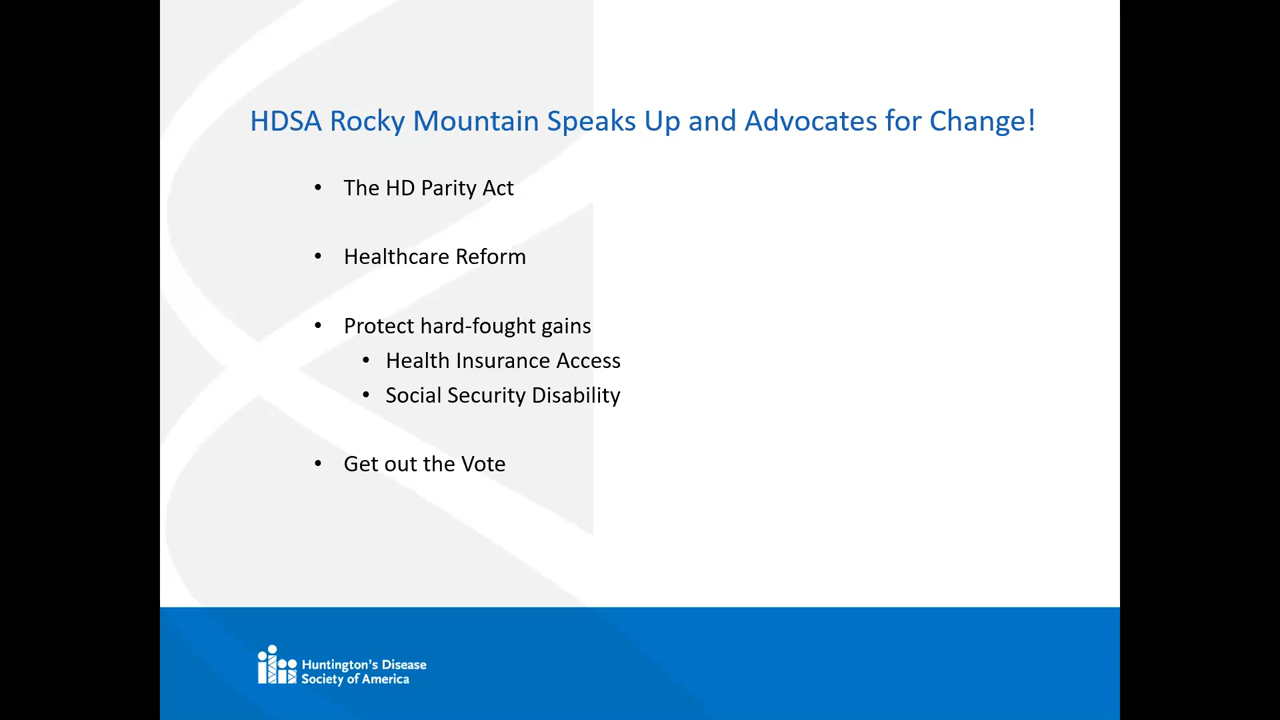 HDSA Rocky Mountain Speaks Up and Advocates for Change!
• The HD Parity Act
• Healthcare Reform
• Protect hard-fought gains
• Health Insurance Access
• Social Security Disability
• Get out the Vote
Huntington's Disease
Society of America